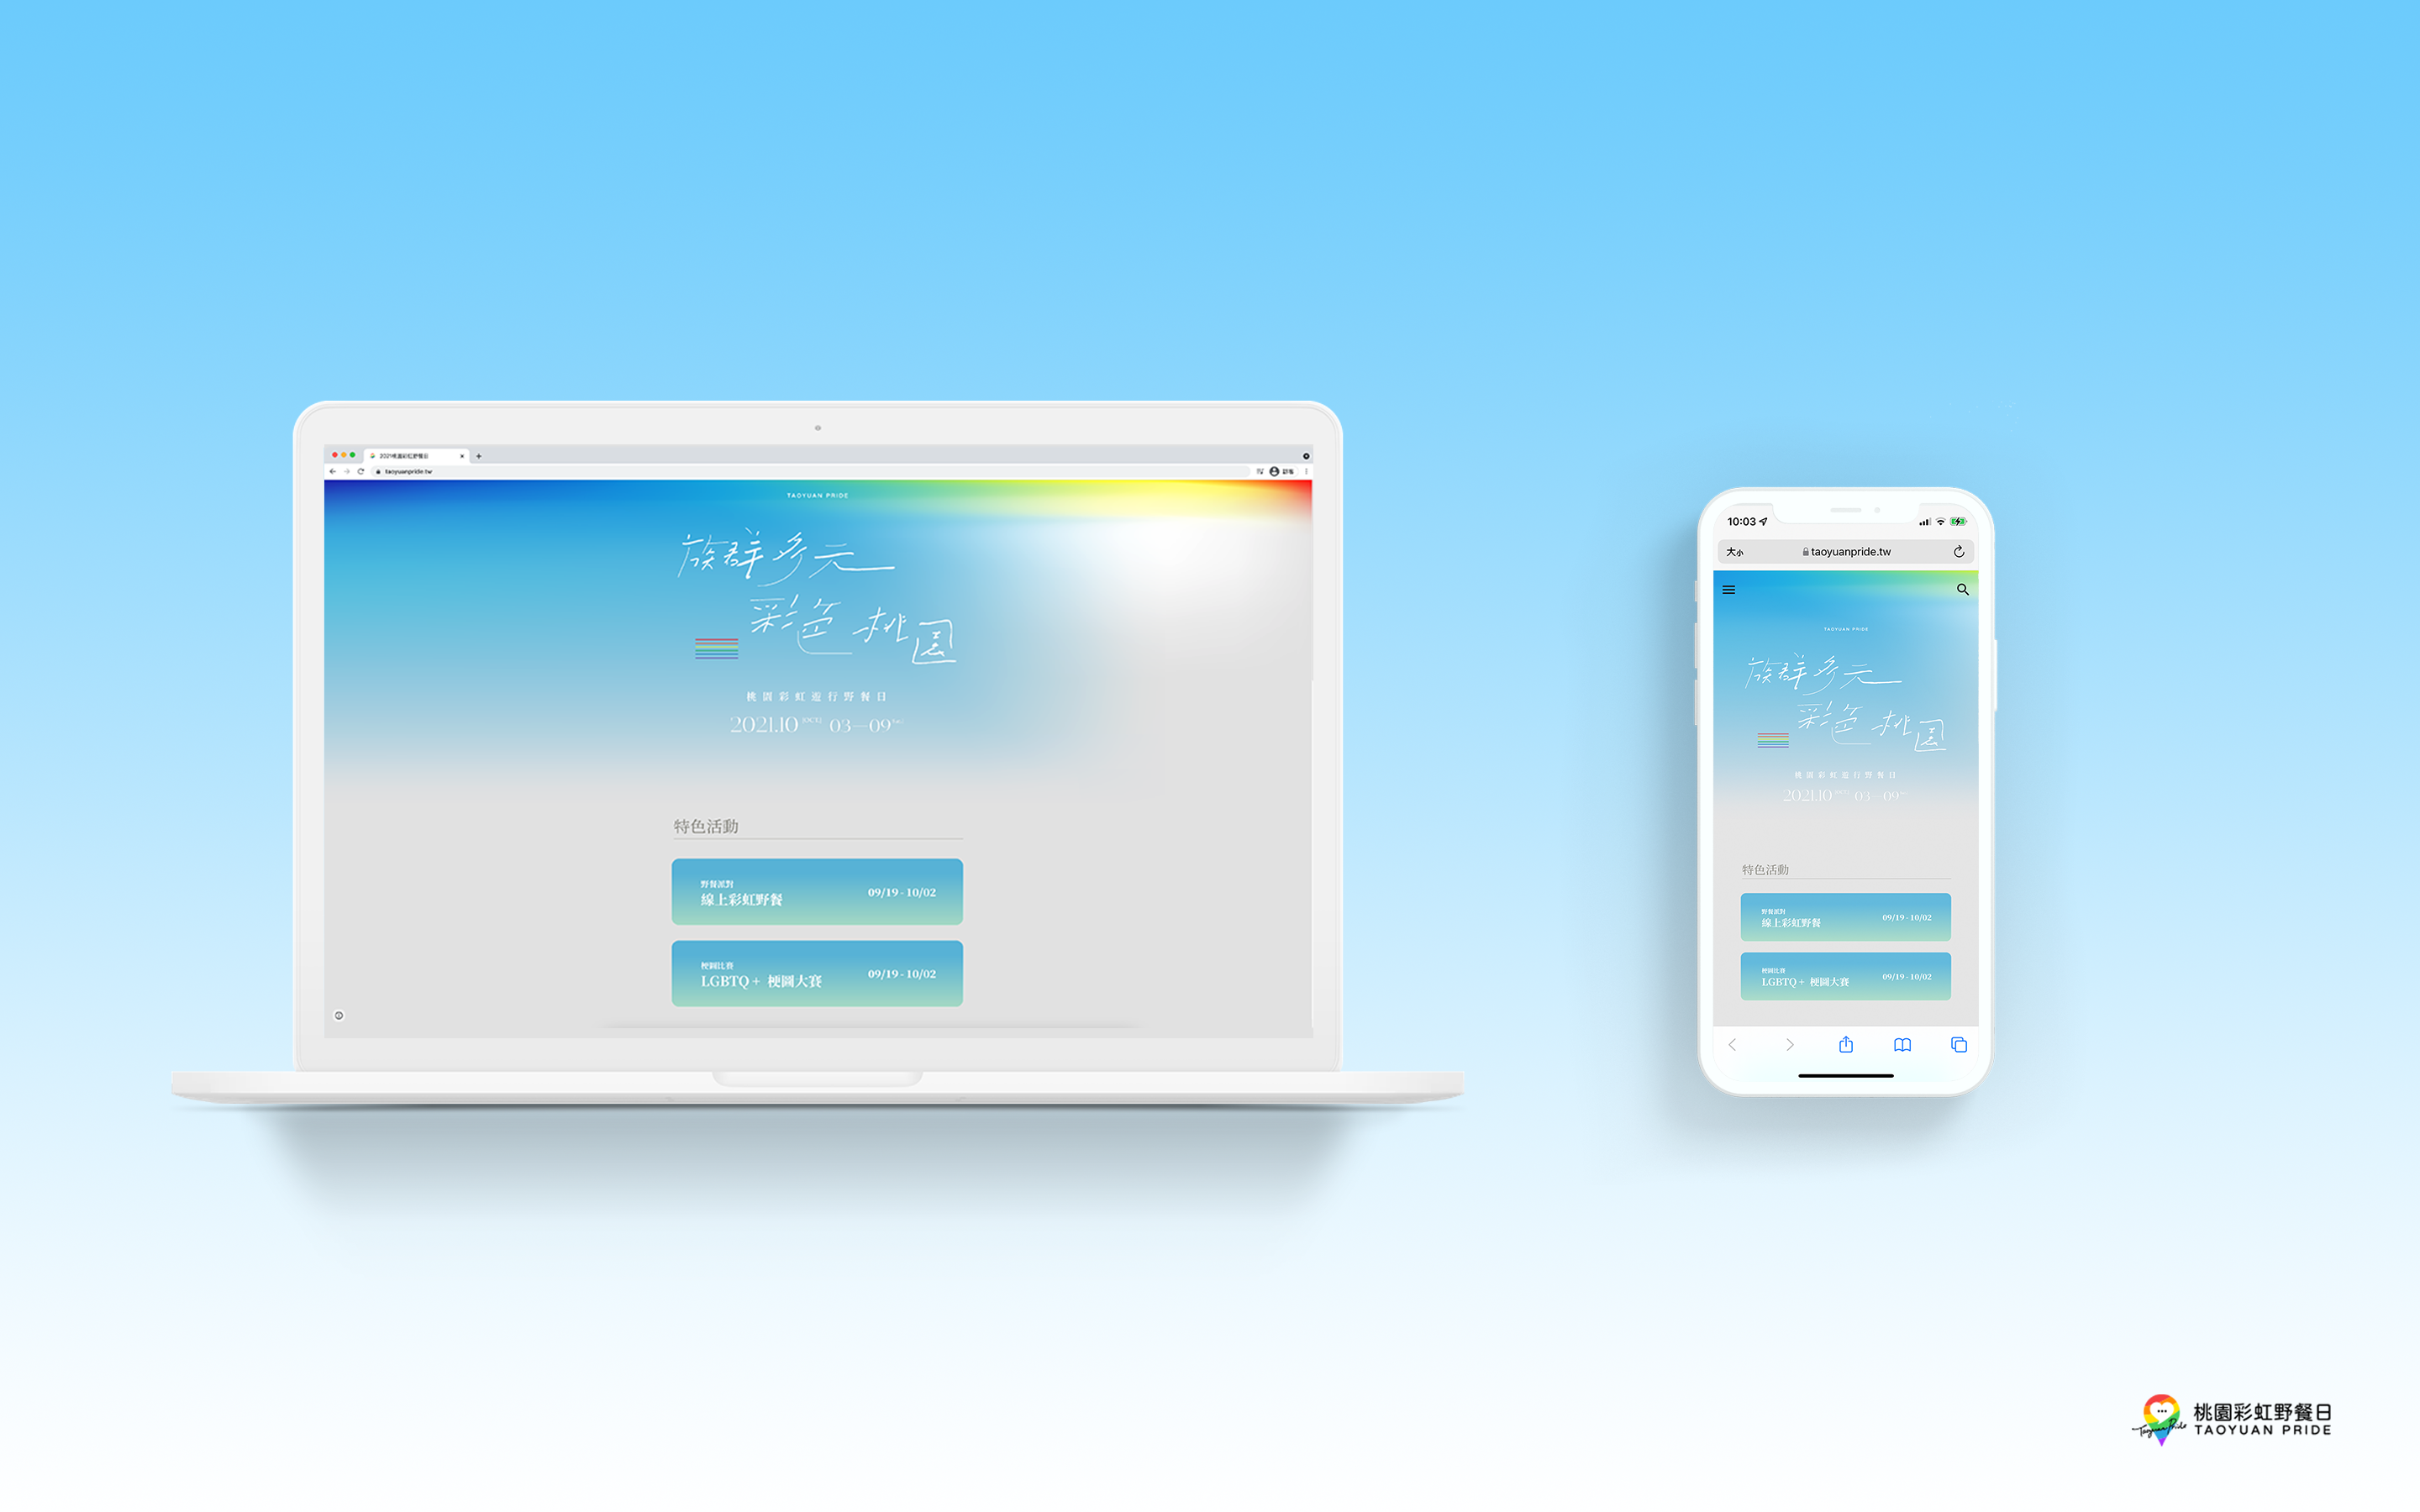 2021桃園彩虹野餐日
taoyuanpride.tw
訪客
TAOYUAN PRIDE
族群多元
彩色桃園
桃園彩虹遊行野餐日
2021.10 [OCT.] 03—09
特色活動
野餐派對
線上彩虹野餐
09/19 - 10/02
梗圖比賽
LGBTQ+ 梗圖大賽
09/19 - 10/02
10:03
大小
taoyuanpride.tw
TAOYUAN PRIDE
族群多元
彩色桃園
桃園彩虹遊行野餐日
2021.10 03—09
特色活動
野餐派對
線上彩虹野餐
09/19 - 10/02
梗圖比賽
LGBTQ+ 梗圖大賽
09/19 - 10/02
Taoyuan Pride
桃園彩虹野餐日
TAOYUAN PRIDE